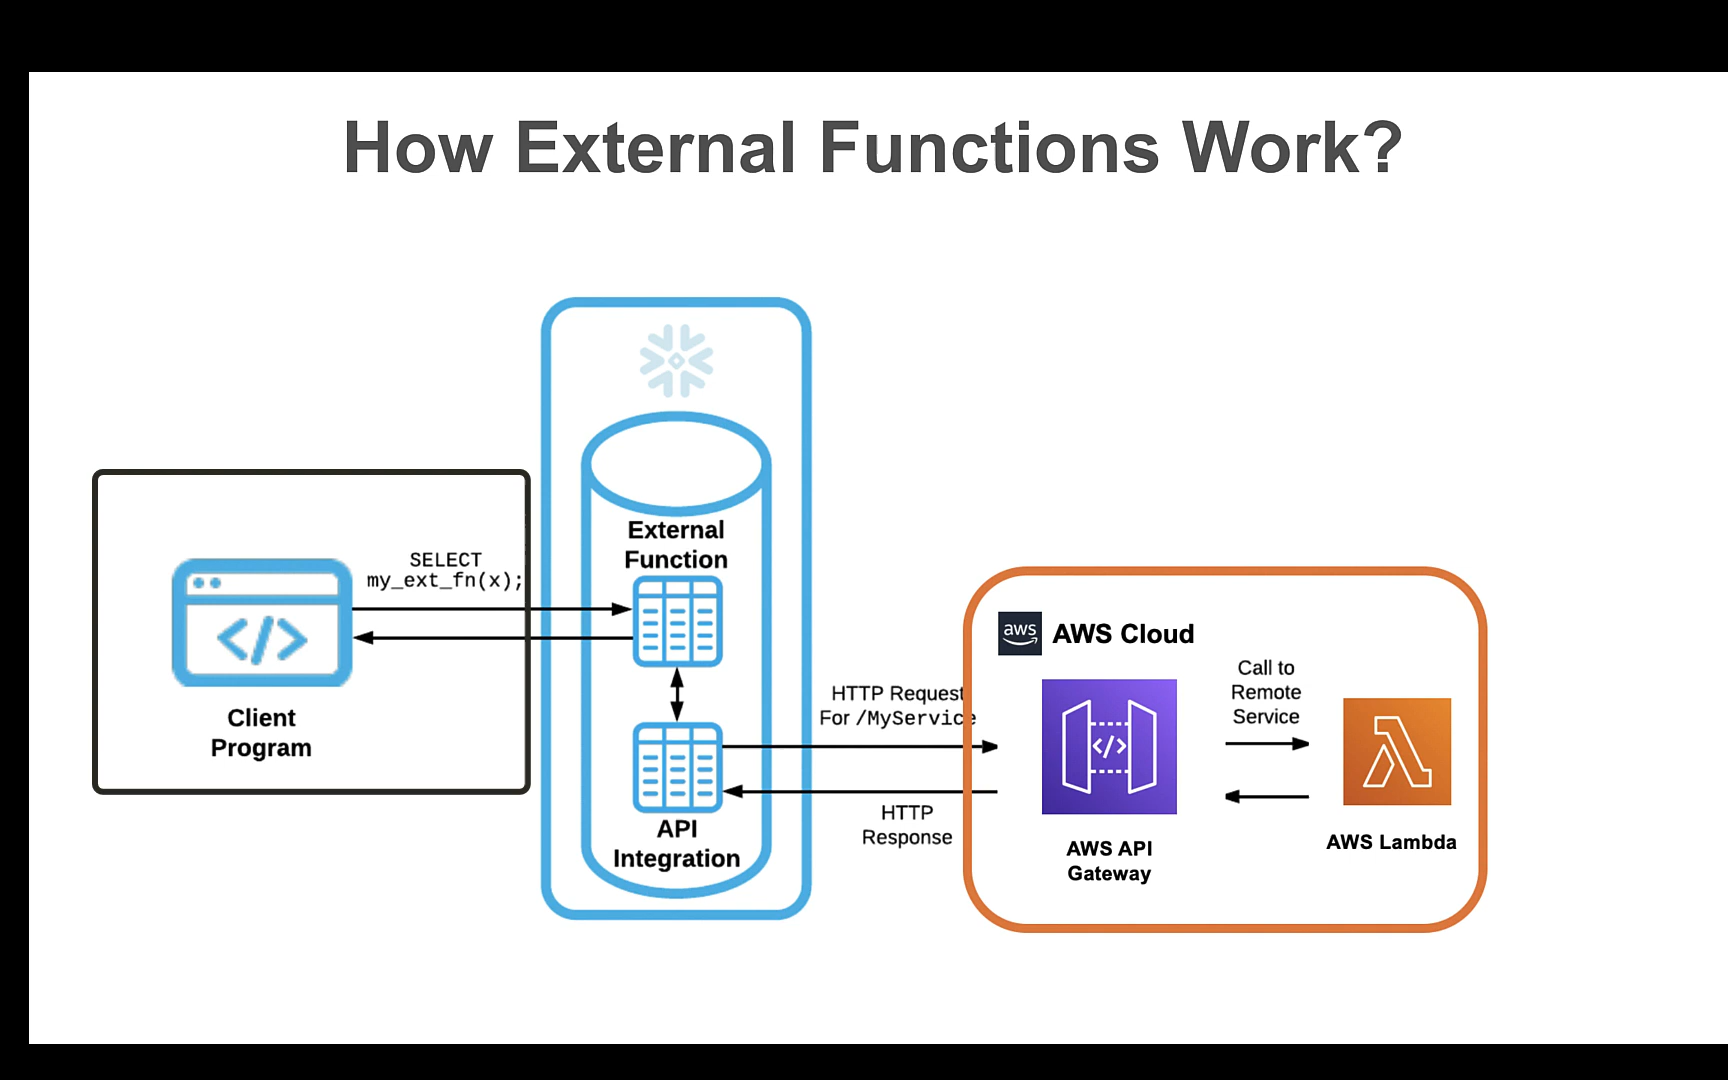 How External Functions Work?
External
Function
SELECT
my_ext_fn(x);
</>
Client
Program
API
Integration
HTTP Request
For /MyService
HTTP
Response
aws
AWS Cloud
</>
AWS API
Gateway
Call to
Remote
Service
AWS Lambda